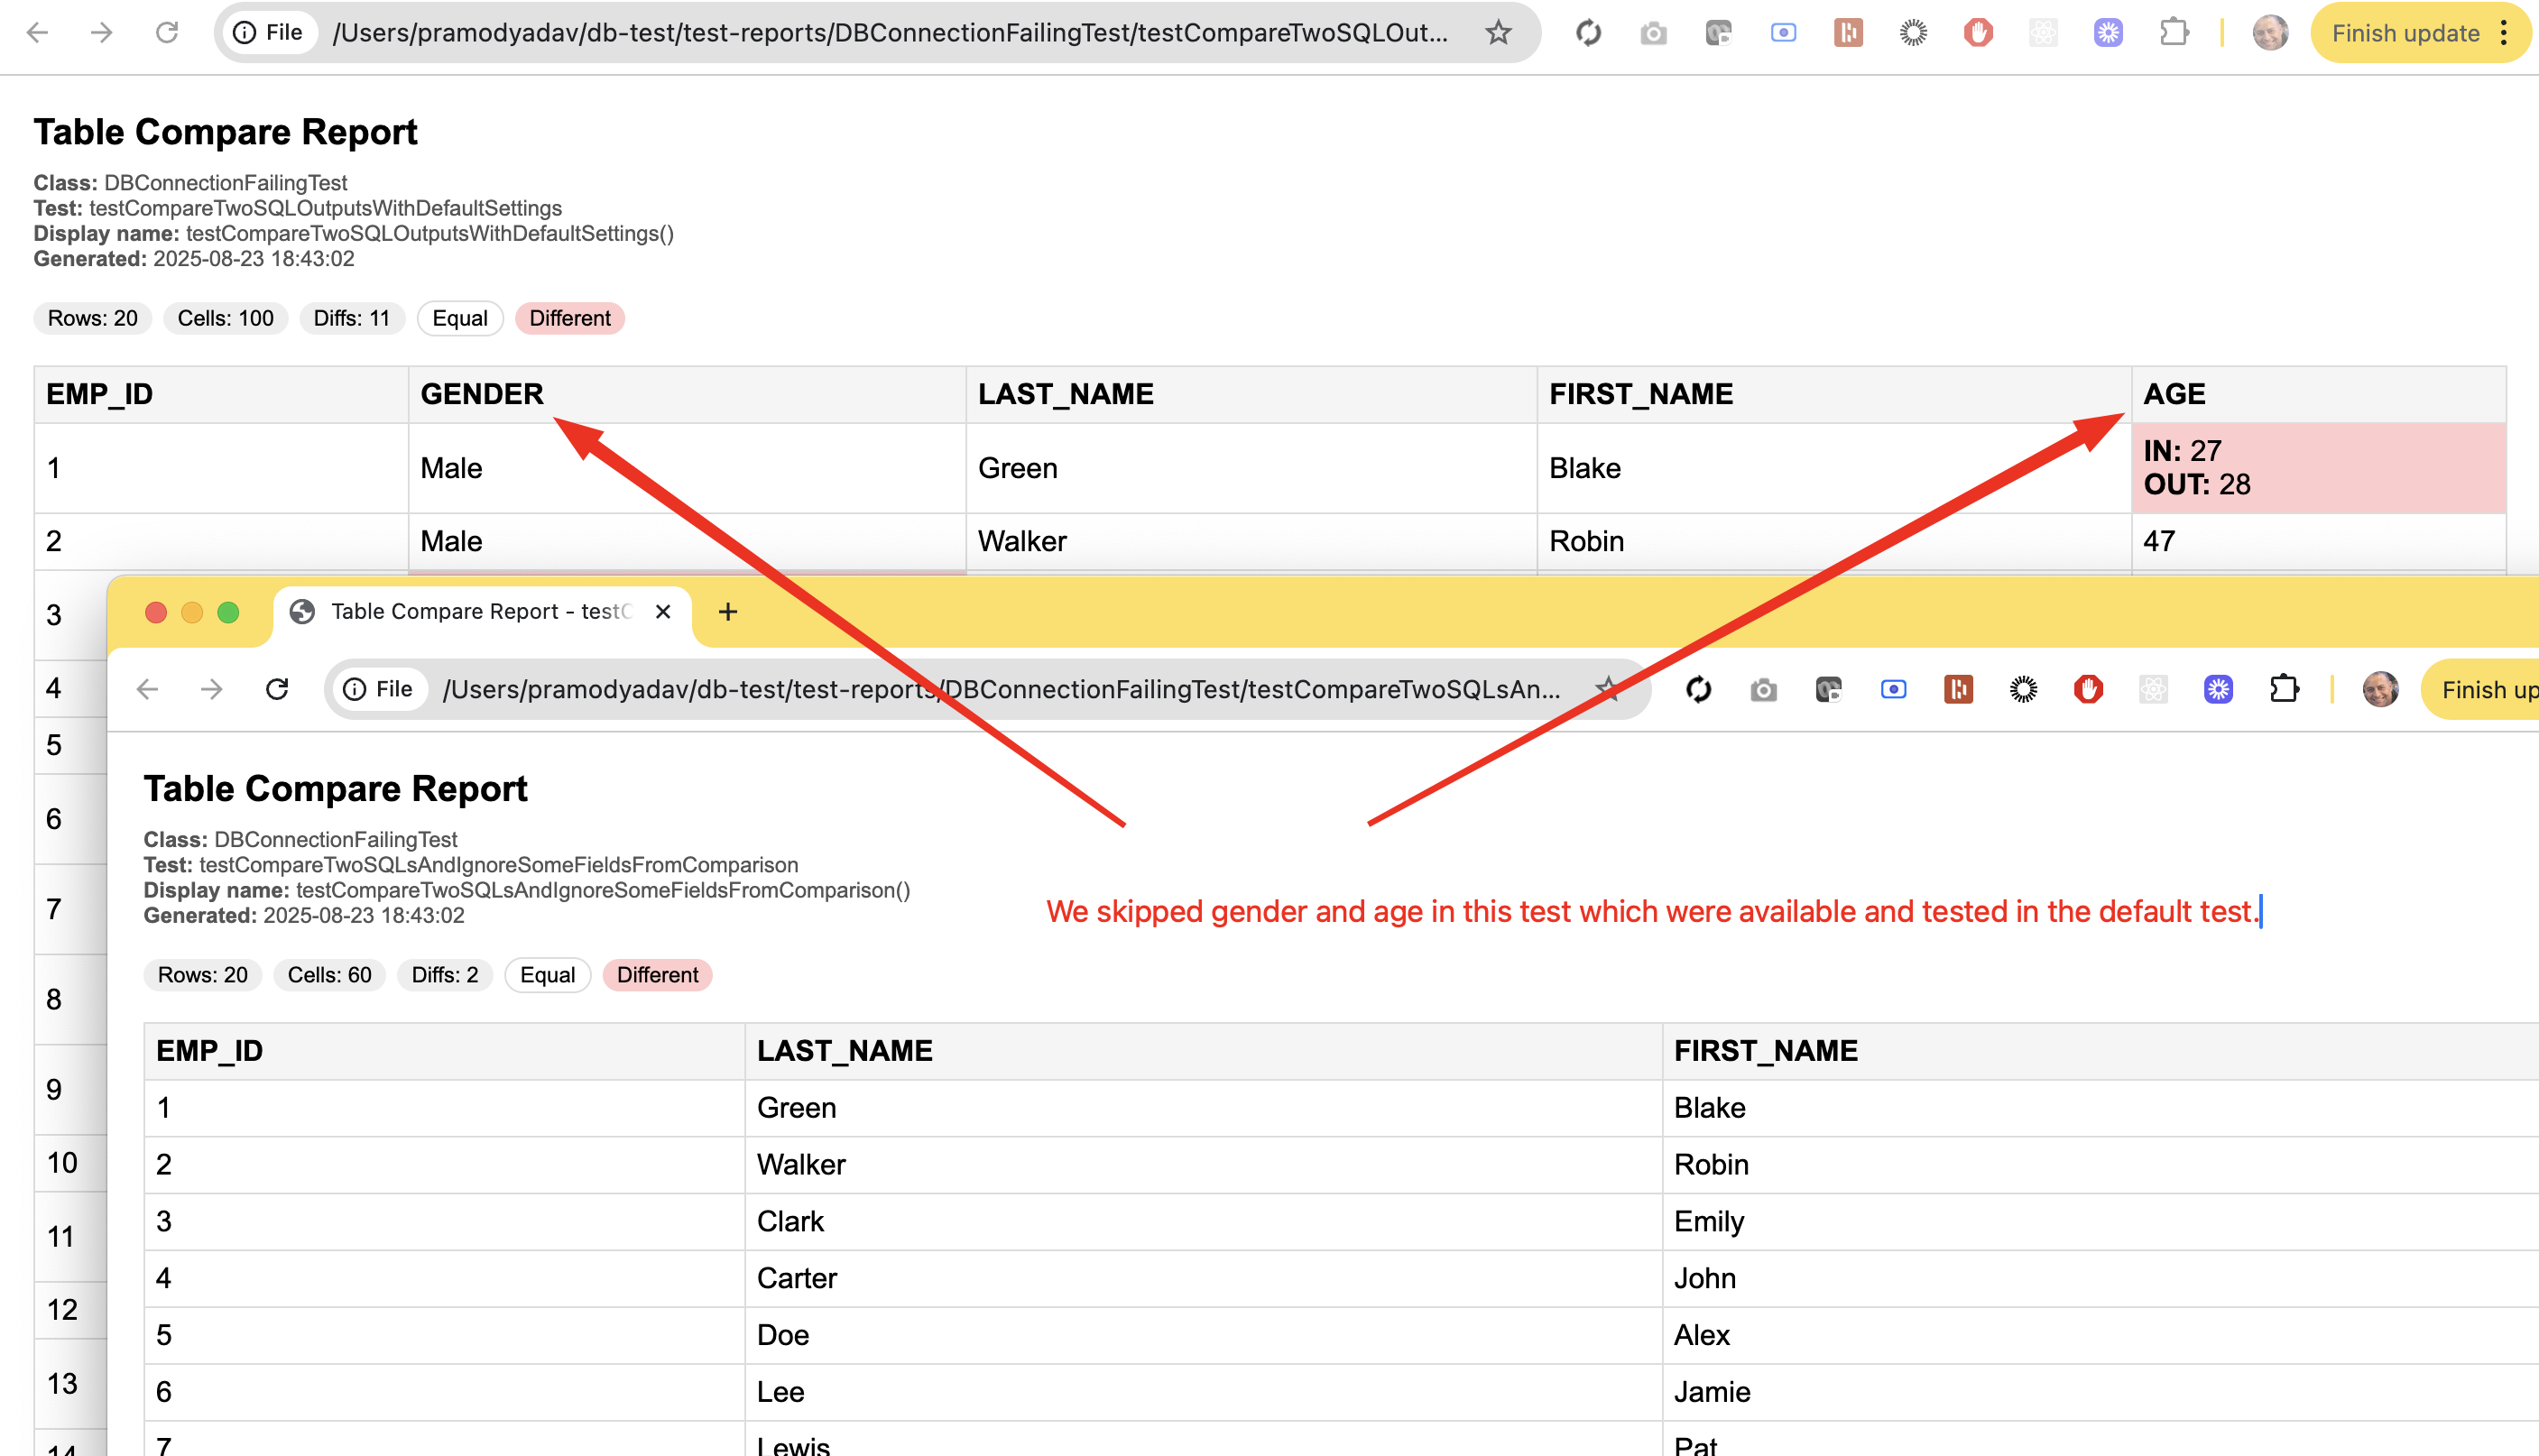 File /Users/pramodyadav/db-test/test-reports/DBConnectionFailingTest/testCompareTwoSQLOut... Finish update
Table Compare Report
Class: DBConnectionFailingTest
Test: testCompareTwoSQLOutputsWithDefaultSettings
Display name: testCompareTwoSQLOutputsWithDefaultSettings()
Generated: 2025-08-23 18:43:02
Rows: 20 Cells: 100 Diffs: 11 Equal Different
EMP_ID GENDER LAST_NAME FIRST_NAME AGE
1 Male Green Blake IN: 27
OUT: 28
2 Male Walker Robin 47
3
4
5
6
7
8
9
10
11
12
13
14
Table Compare Report - testC
File /Users/pramodyadav/db-test/test-reports/DBConnectionFailingTest/testCompareTwoSQLsAn... Finish up
Table Compare Report
Class: DBConnectionFailingTest
Test: testCompareTwoSQLsAndIgnoreSomeFieldsFromComparison
Display name: testCompareTwoSQLsAndIgnoreSomeFieldsFromComparison()
Generated: 2025-08-23 18:43:02
We skipped gender and age in this test which were available and tested in the default test.
Rows: 20 Cells: 60 Diffs: 2 Equal Different
EMP_ID LAST_NAME FIRST_NAME
1 Green Blake
2 Walker Robin
3 Clark Emily
4 Carter John
5 Doe Alex
6 Lee Jamie
7 Lewis Pat